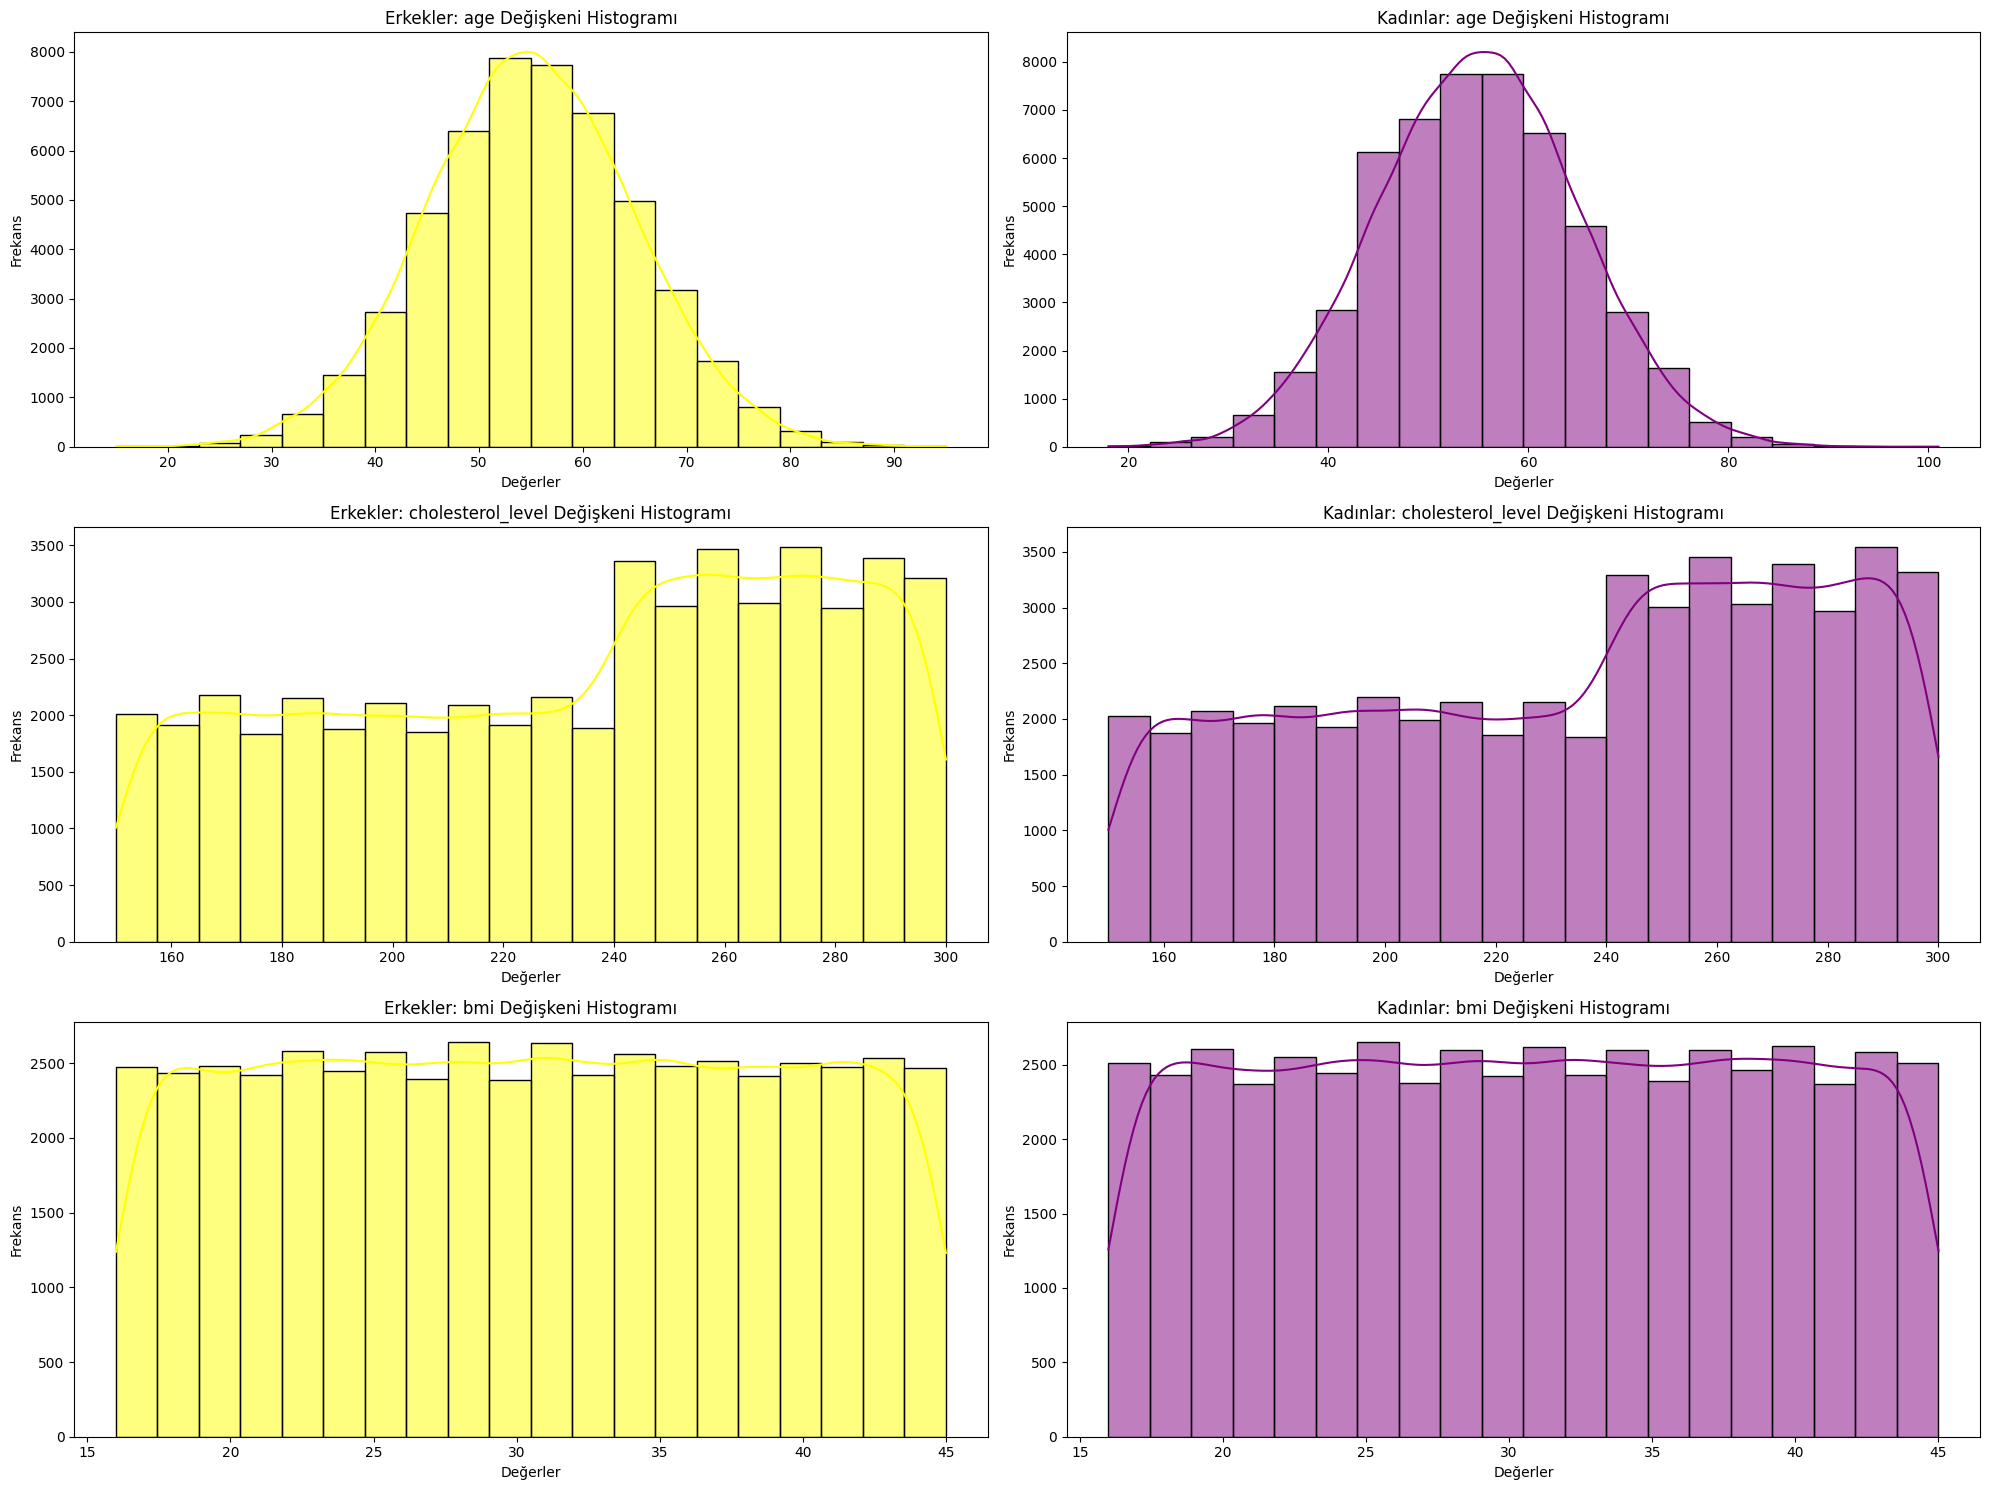 Erkekler: age Değişkeni Histogramı
Frekans
8000
7000
6000
5000
4000
3000
2000
1000
0
20 30 40 50 60 70 80 90
Değerler
Kadınlar: age Değişkeni Histogramı
Frekans
8000
7000
6000
5000
4000
3000
2000
1000
0
20 40 60 80 100
Değerler
Erkekler: cholesterol_level Değişkeni Histogramı
Frekans
3500
3000
2500
2000
1500
1000
500
0
160 180 200 220 240 260 280 300
Değerler
Kadınlar: cholesterol_level Değişkeni Histogramı
Frekans
3500
3000
2500
2000
1500
1000
500
0
160 180 200 220 240 260 280 300
Değerler
Erkekler: bmi Değişkeni Histogramı
Frekans
2500
2000
1500
1000
500
0
15 20 25 30 35 40 45
Değerler
Kadınlar: bmi Değişkeni Histogramı
Frekans
2500
2000
1500
1000
500
0
15 20 25 30 35 40 45
Değerler